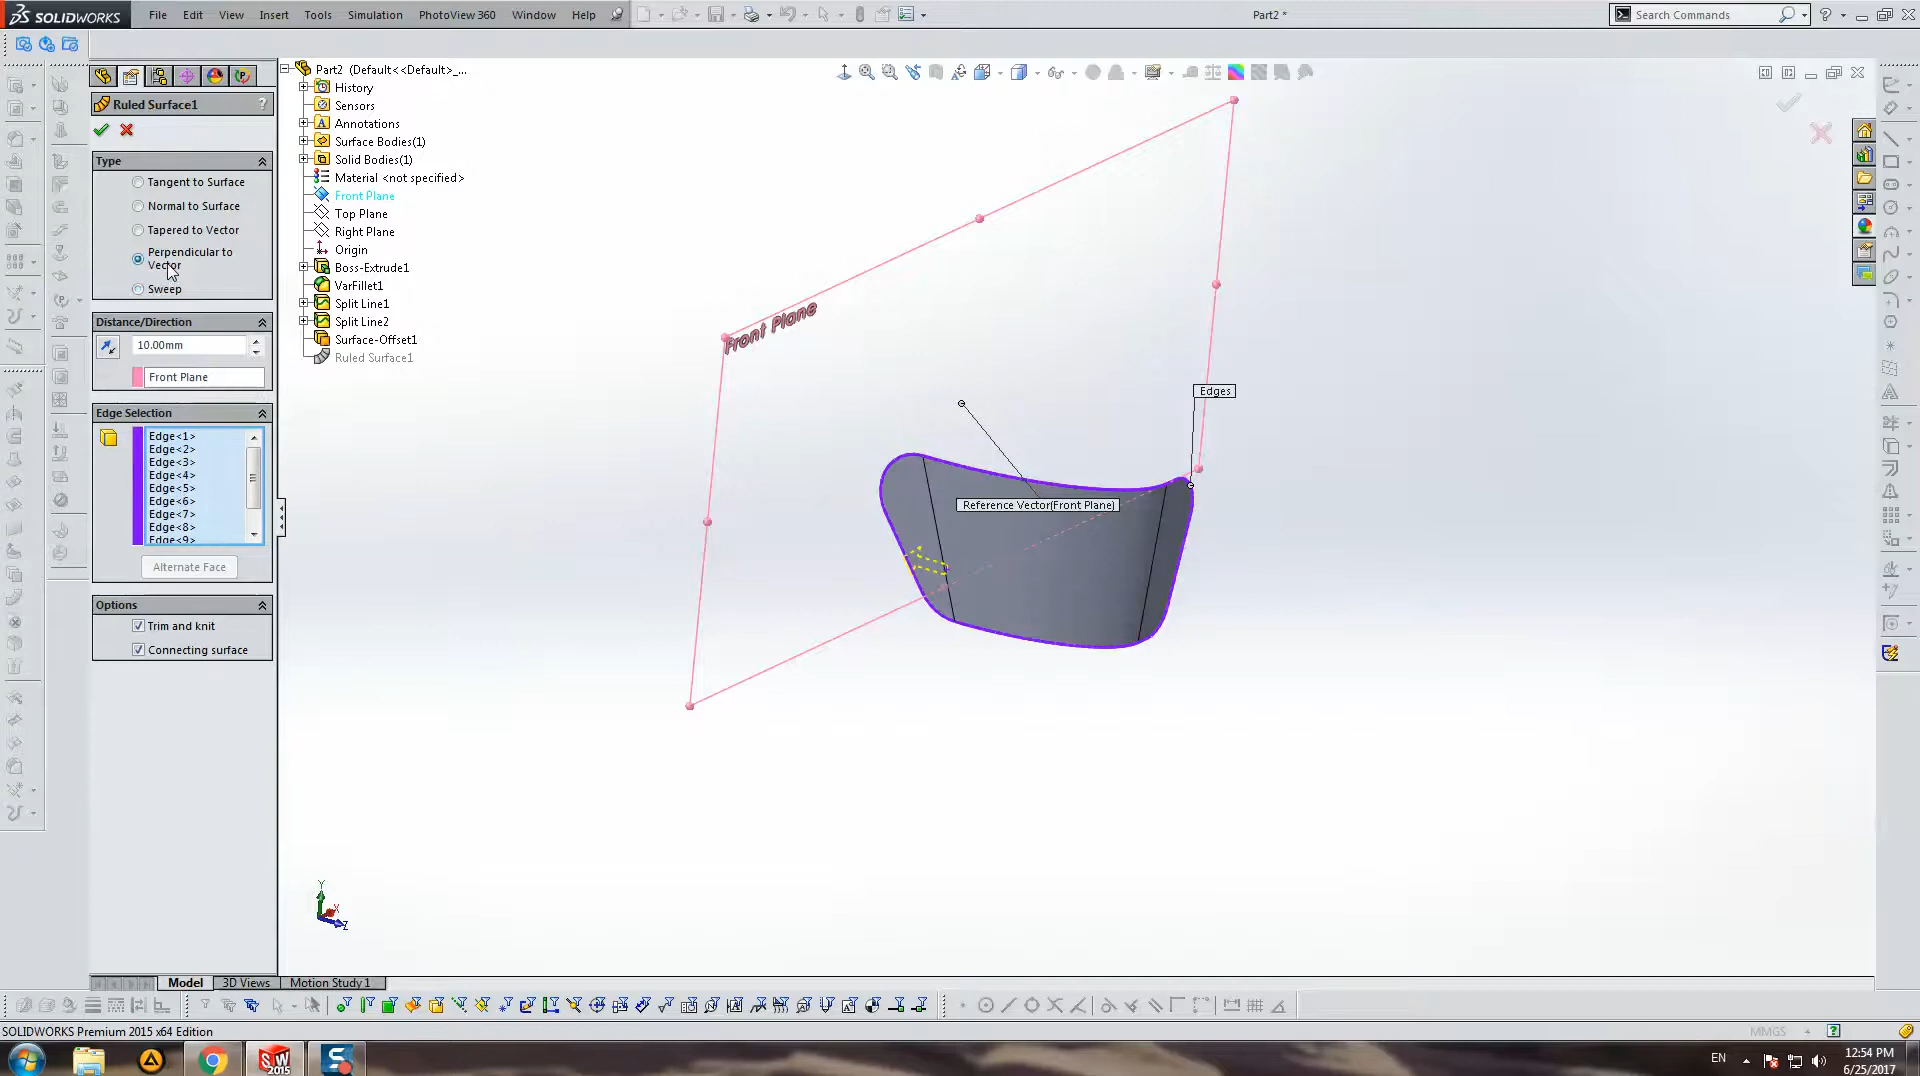 SOLIDWORKS File Edit View Insert Tools Simulation PhotoView 360 Window Help Part2 * Search Commands
Part2 (Default<<Default>_...
History
Sensors
Annotations
Surface Bodies(1)
Solid Bodies(1)
Material <not specified>
Front Plane
Top Plane
Right Plane
Origin
Boss-Extrude1
VarFillet1
Split Line1
Split Line2
Surface-Offset1
Ruled Surface1
Ruled Surface1 ?
Type
Tangent to Surface
Normal to Surface
Tapered to Vector
Perpendicular to
Vector
Sweep
Distance/Direction
10.00mm
Front Plane
Edge Selection
Edge<1>
Edge<2>
Edge<3>
Edge<4>
Edge<5>
Edge<6>
Edge<7>
Edge<8>
Edge<9>
Alternate Face
Options
Trim and knit
Connecting surface
Front Plane
Edges
Reference Vector(Front Plane)
Y
X
Z
Model 3D Views Motion Study 1
SOLIDWORKS Premium 2015 x64 Edition MMGS ?
SW
2015
S
EN
12:54 PM
6/25/2017